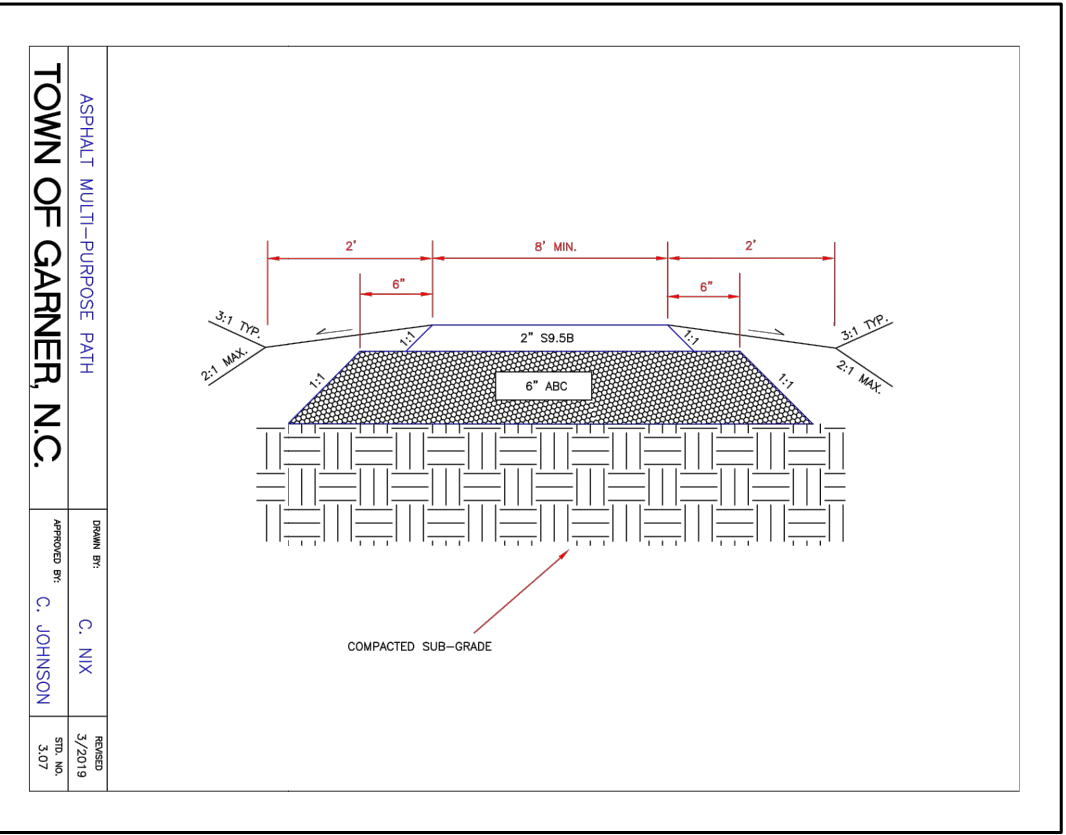 2'
8' MIN.
2'
6"
6"
3:1 TYP.
2:1 MAX.
1:1
2" S9.5B
1:1
3:1 TYP.
2:1 MAX.
1:1
6" ABC
1:1
COMPACTED SUB-GRADE
ASPHALT MULTI-PURPOSE PATH
TOWN OF GARNER, N.C.
DRAWN BY: C. NIX
APPROVED BY: C. JOHNSON
REVISED
3/2019
STD. NO.
3.07